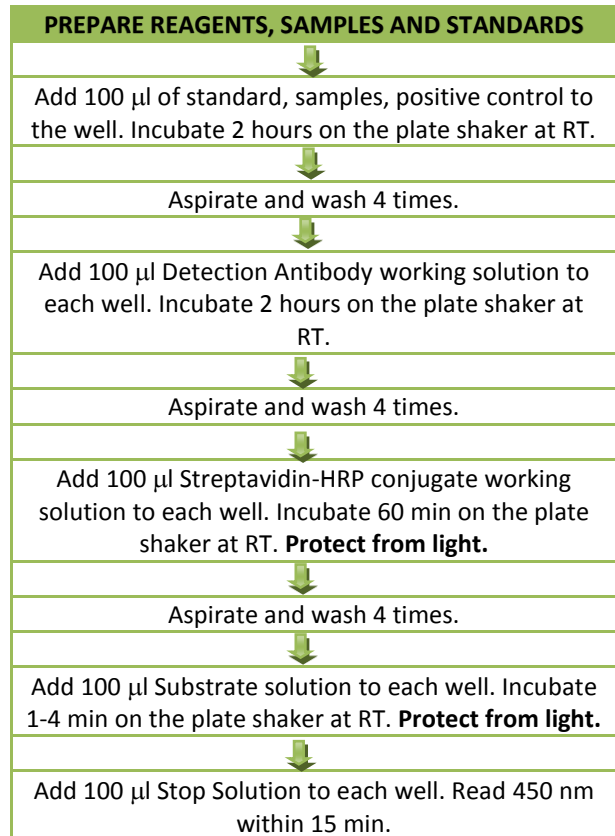 PREPARE REAGENTS, SAMPLES AND STANDARDS
Add 100 μl of standard, samples, positive control to
the well. Incubate 2 hours on the plate shaker at RT.
Aspirate and wash 4 times.
Add 100 μl Detection Antibody working solution to
each well. Incubate 2 hours on the plate shaker at
RT.
Aspirate and wash 4 times.
Add 100 μl Streptavidin-HRP conjugate working
solution to each well. Incubate 60 min on the plate
shaker at RT. Protect from light.
Aspirate and wash 4 times.
Add 100 μl Substrate solution to each well. Incubate
1-4 min on the plate shaker at RT. Protect from light.
Add 100 μl Stop Solution to each well. Read 450 nm
within 15 min.